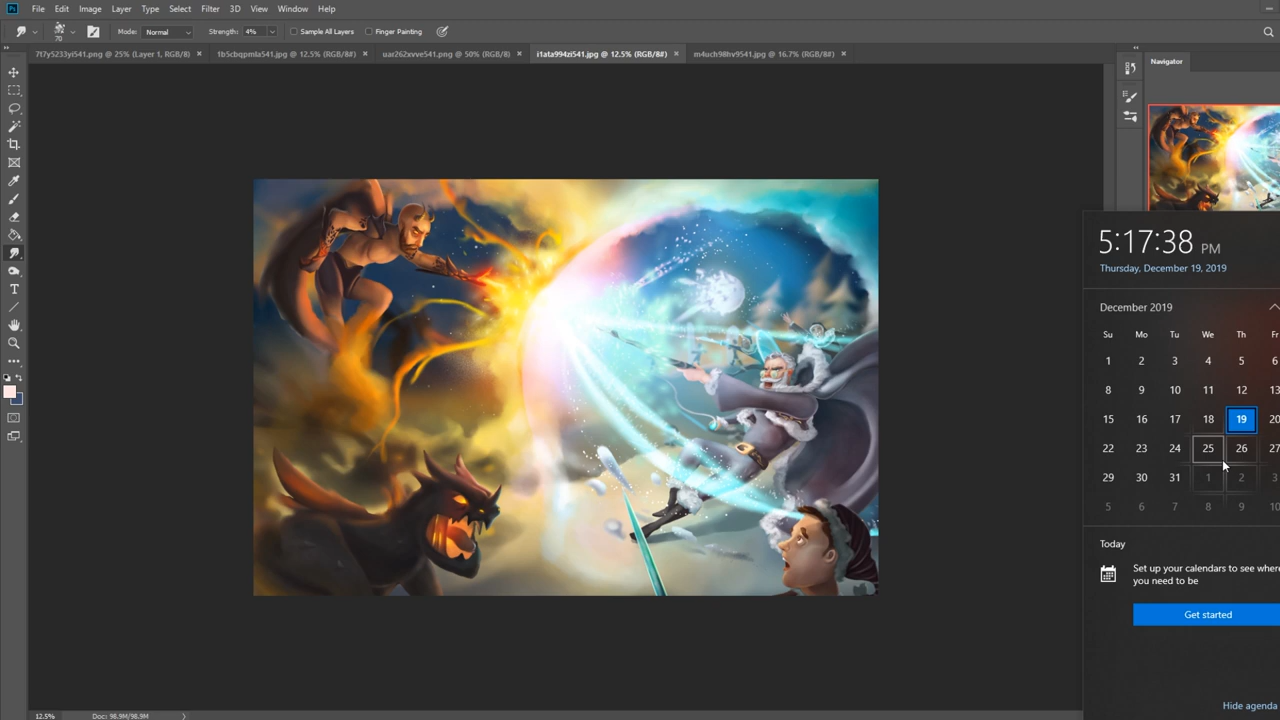 Ps File Edit Image Layer Type Select Filter 3D View Window Help
70 Mode: Normal Strength: 4% Sample All Layers Finger Painting
7t7y5233yi541.png @ 25% (Layer 1, RGB/8) × 1b5cbqpmla541.jpg @ 12.5% (RGB/8#) × uar262xvve541.png @ 50% (RGB/8) × i1ata994zi541.jpg @ 12.5% (RGB/8#) × m4uch98hv9541.jpg @ 16.7% (RGB/8#) ×
Navigator
5:17:38 PM
Thursday, December 19, 2019
December 2019
Su Mo Tu We Th Fr
1 2 3 4 5 6
8 9 10 11 12 13
15 16 17 18 19 20
22 23 24 25 26 27
29 30 31 1 2 3
5 6 7 8 9 10
Today
Set up your calendars to see where
you need to be
Get started
Hide agenda
12.5% Doc: 98.9M/98.9M